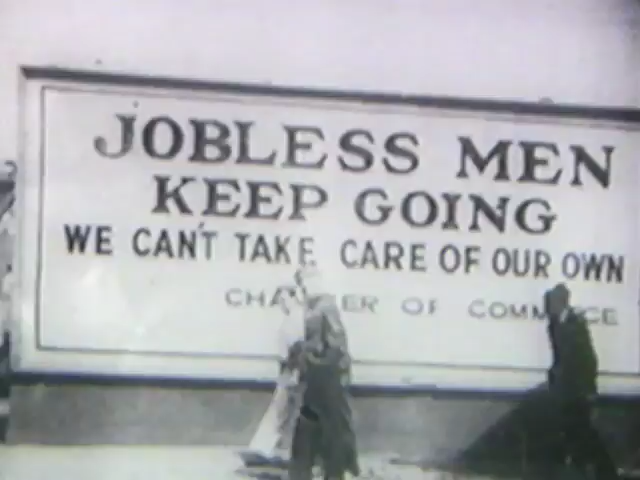 JOBLESS MEN
KEEP GOING
WE CAN'T TAKE CARE OF OUR OWN
CHAMBER OF COMMERCE